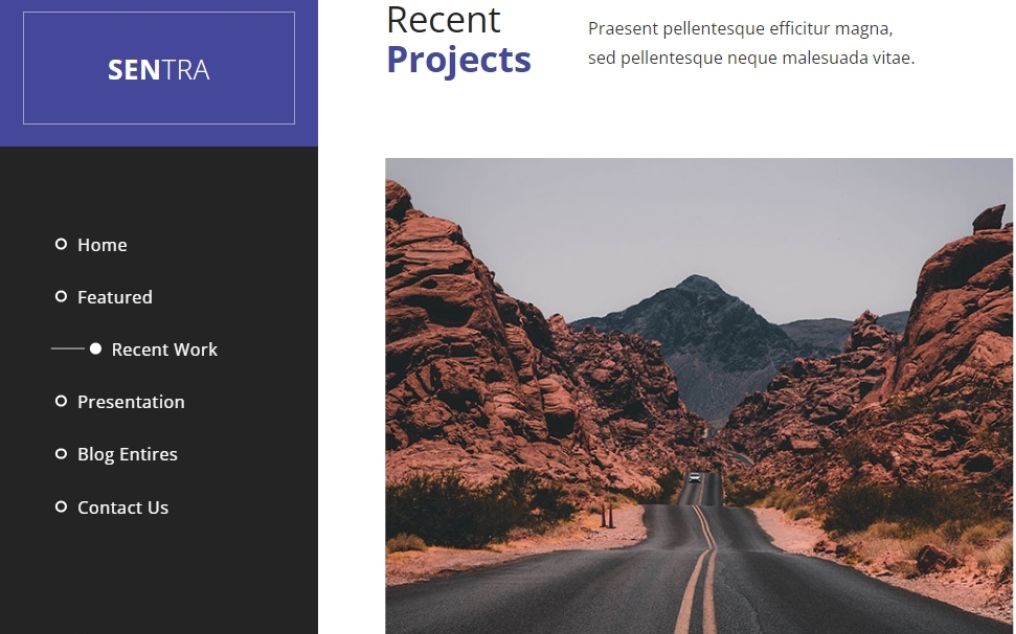 SENTRA
Home
Featured
Recent Work
Presentation
Blog Entires
Contact Us
Recent
Projects
Praesent pellentesque efficitur magna,
sed pellentesque neque malesuada vitae.